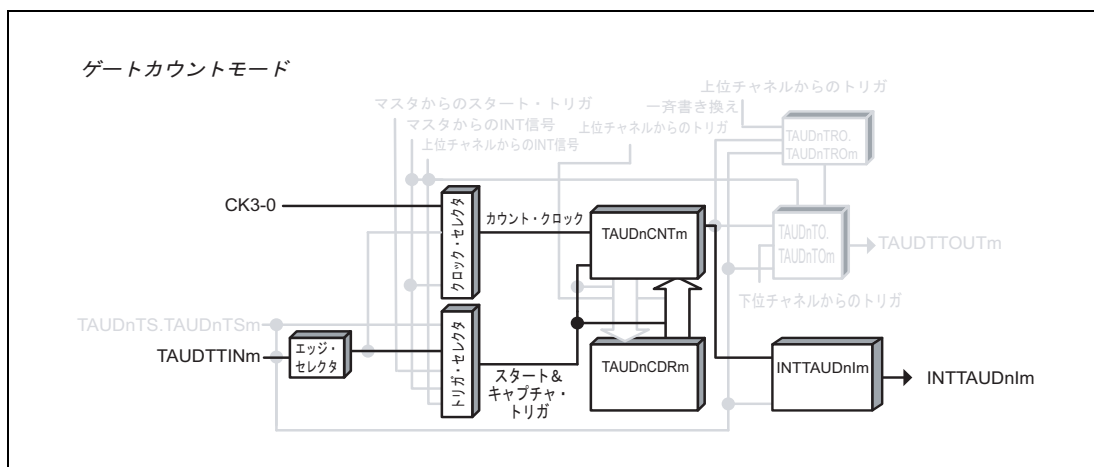 ゲートカウントモード
上位チャネルからのトリガ
一斉書き換え
マスタからのスタート・トリガ
マスタからのINT信号
上位チャネルからのトリガ
上位チャネルからのINT信号
TAUDnTRO.
TAUDnTROm
CK3-0
クロック・セレクタ
カウント・クロック
TAUDnCNTm
TAUDnTO.
TAUDnTOm
TAUDTTOUTm
下位チャネルからのトリガ
TAUDnTS.TAUDnTSm
TAUDTTINm
エッジ・
セレクタ
トリガ・セレクタ
スタート&
キャプチャ・
トリガ
TAUDnCDRm
INTTAUDnIm
INTTAUDnIm